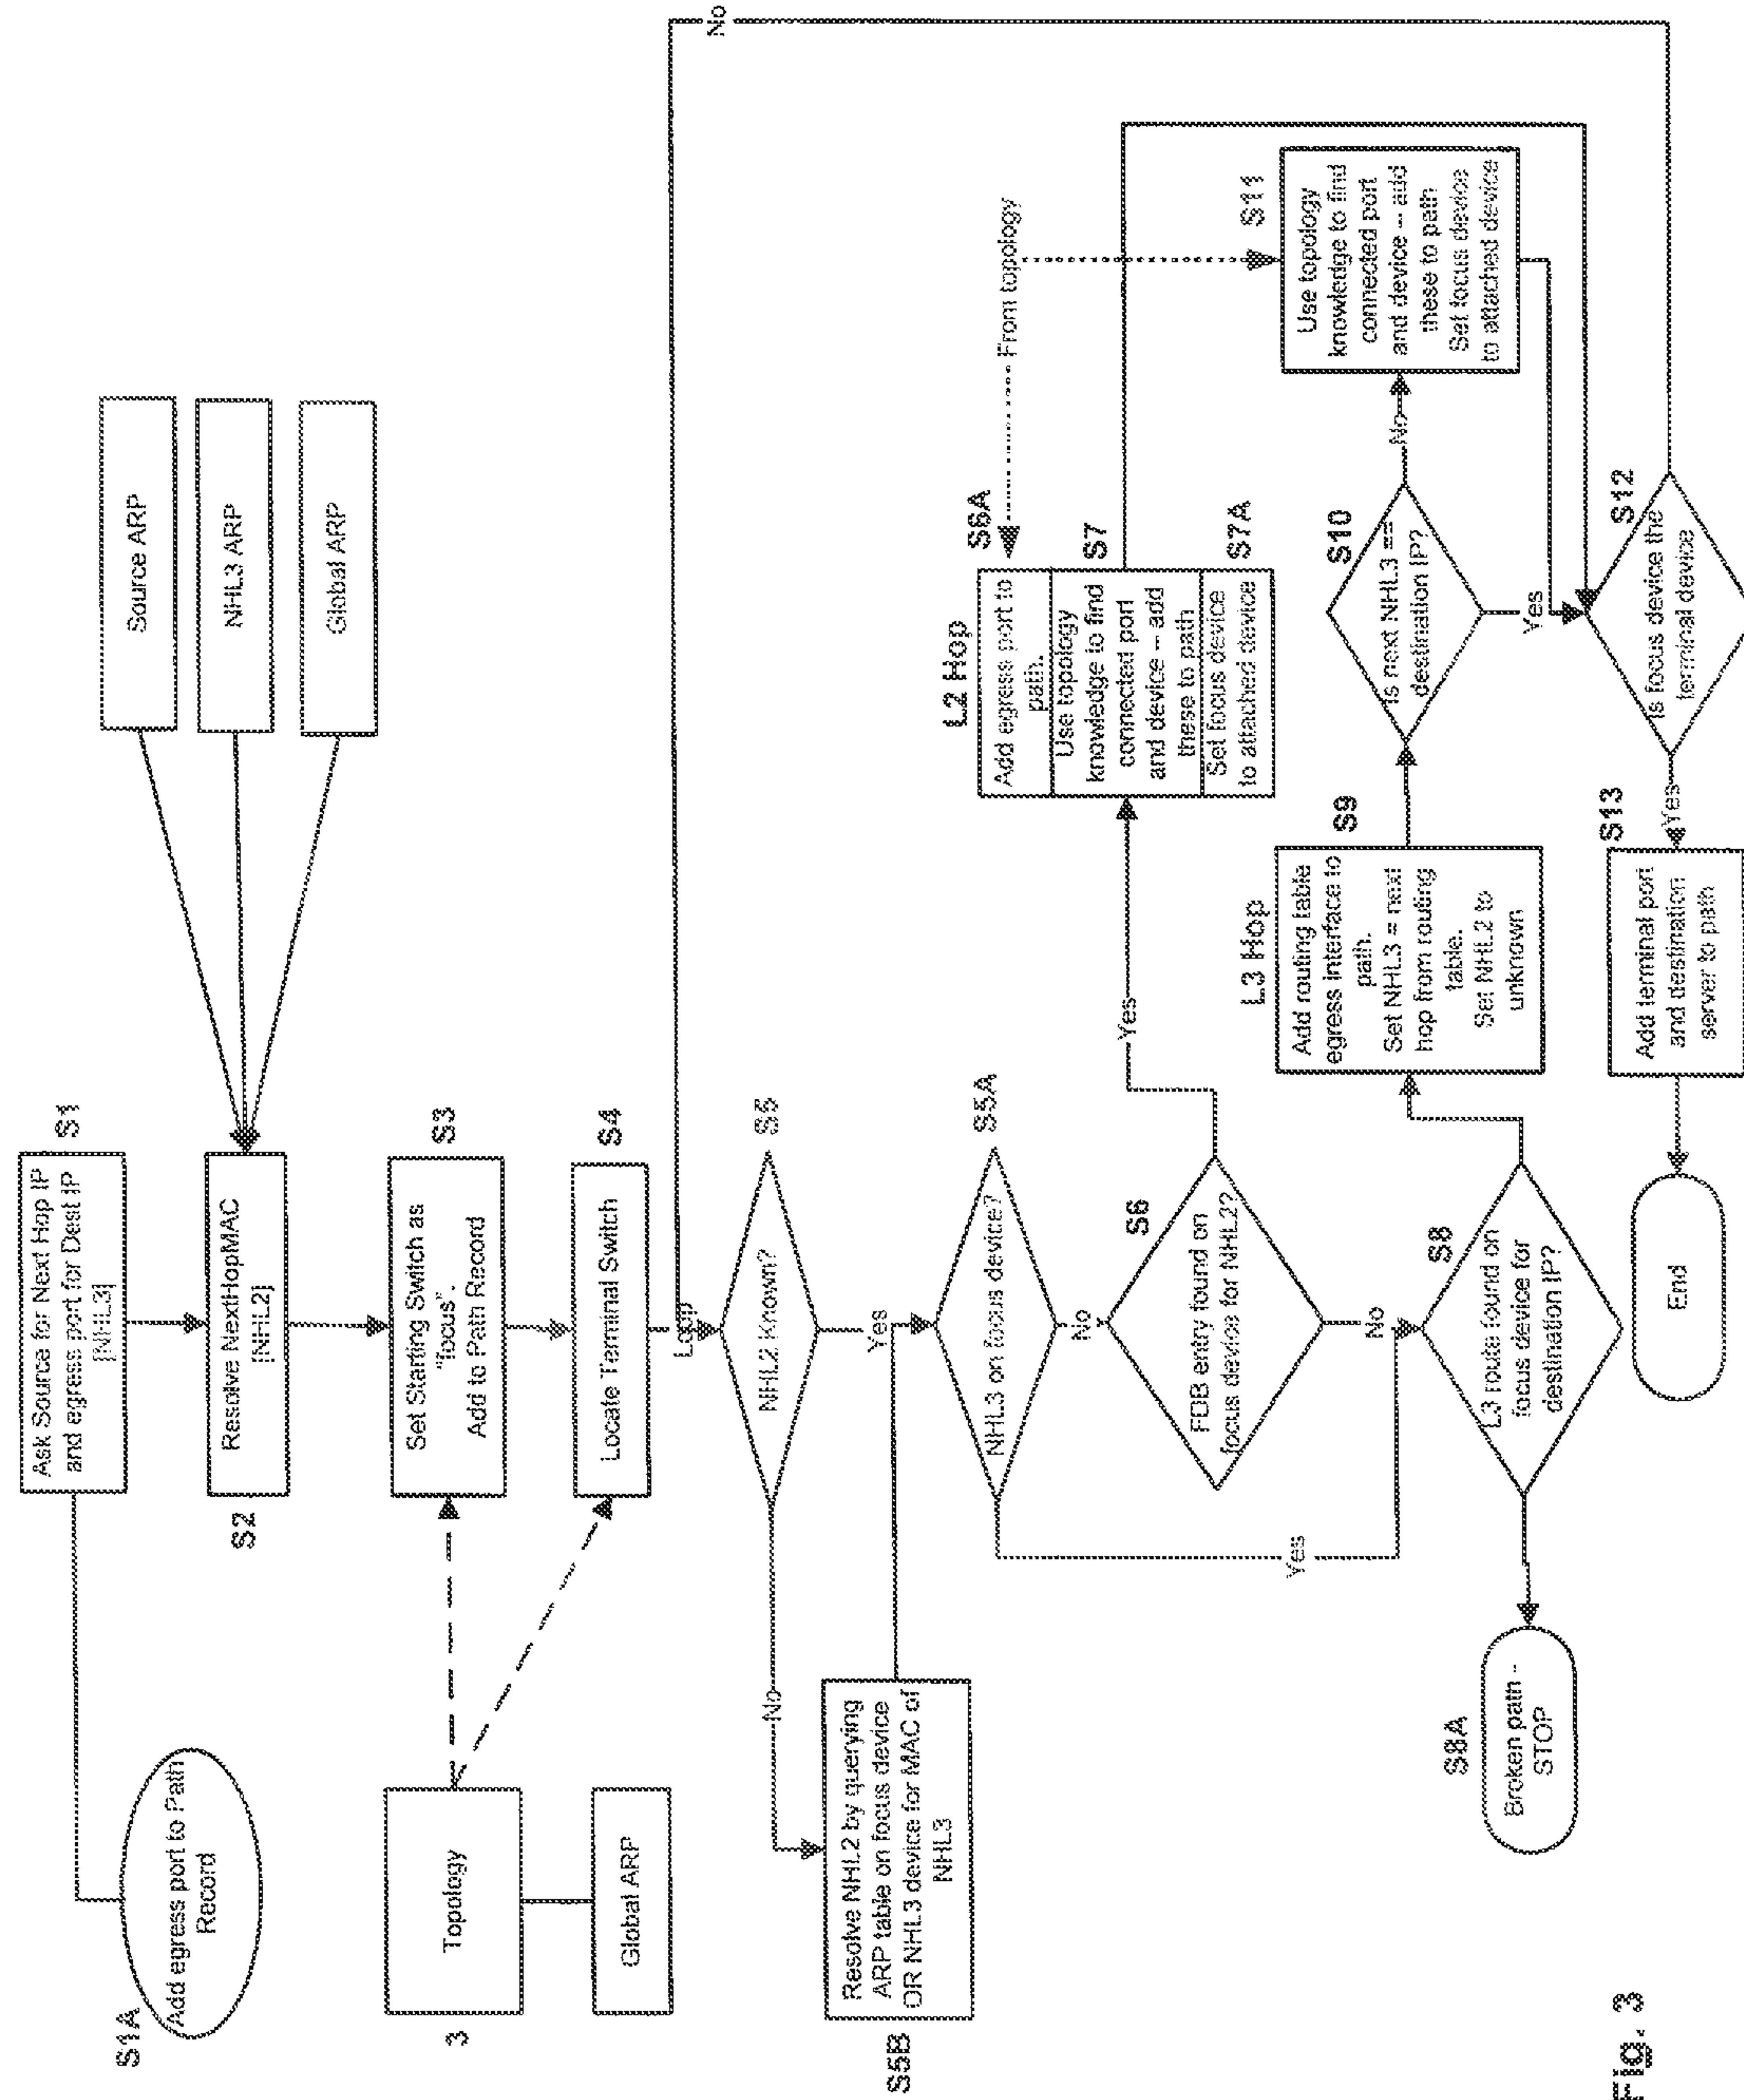 S1A
Add egress port to Path
Record
Ask Source for Next Hop IP
and egress port for Dest IP
[NHL3]
S1
S2
Resolve NextHopMAC
[NHL2]
Source ARP
NHL3 ARP
Global ARP
3
Topology
Global ARP
Set Starting Switch as
"focus".
Add to Path Record
S3
Locate Terminal Switch
S4
Loop
No
NHL2 Known?
S5
No
Yes
S5B
Resolve NHL2 by querying
ARP table on focus device
OR NHL3 device for MAC of
NHL3
NHL3 on focus device?
S5A
No
Yes
FDB entry found on
focus device for NHL2?
S6
Yes
No
L2 Hop
Add egress port to
path.
S6A
From topology
Use topology
knowledge to find
connected port
and device -- add
these to path
S7
Set focus device
to attached device
S7A
L3 route found on
focus device for
destination IP?
S8
S8A
Broken path -
STOP
L3 Hop
Add routing table
egress interface to
path.
Set NHL3 = next
hop from routing
table.
Set NHL2 to
unknown
S9
Is next NHL3 ==
destination IP?
S10
No
Yes
Use topology
knowledge to find
connected port
and device -- add
these to path
Set focus device
to attached device
S11
Is focus device the
terminal device
S12
Yes
Add terminal port
and destination
server to path
S13
End
Fig. 3